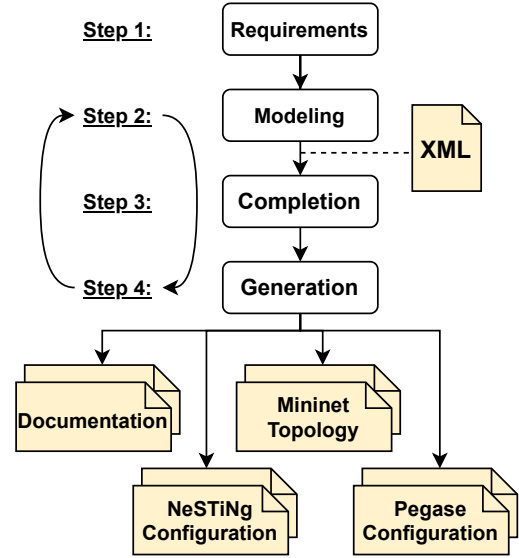 Step 1:
Requirements
Step 2:
Modeling
XML
Step 3:
Completion
Step 4:
Generation
Documentation
Mininet
Topology
NeSTiNg
Configuration
Pegase
Configuration